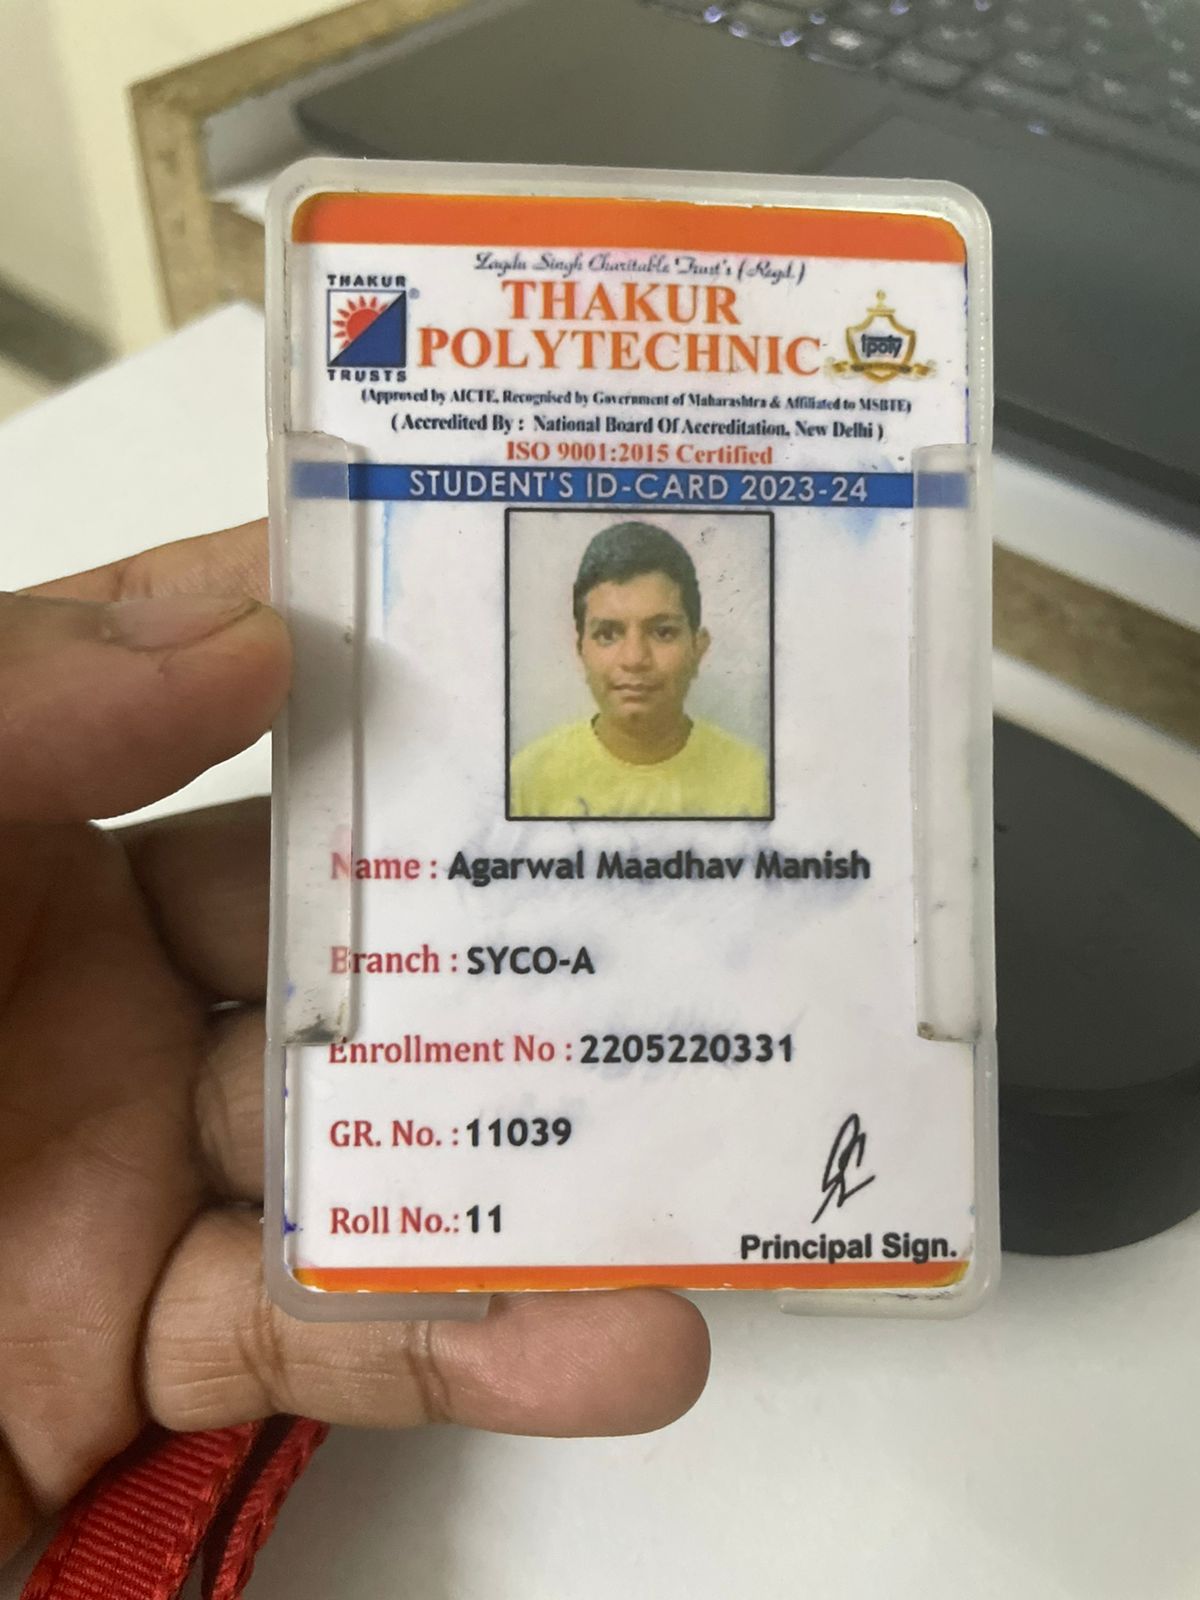 Zagdu Singh Charitable Trust's (Regd.)
THAKUR
TRUSTS
®
THAKUR
POLYTECHNIC
tpoly
(Approved by AICTE, Recognised by Government of Maharashtra & Affiliated to MSBTE)
( Accredited By : National Board Of Accreditation, New Delhi )
ISO 9001:2015 Certified
STUDENT'S ID-CARD 2023-24
Name : Agarwal Maadhav Manish
Branch : SYCO-A
Enrollment No : 2205220331
GR. No. : 11039
Roll No.: 11
Principal Sign.